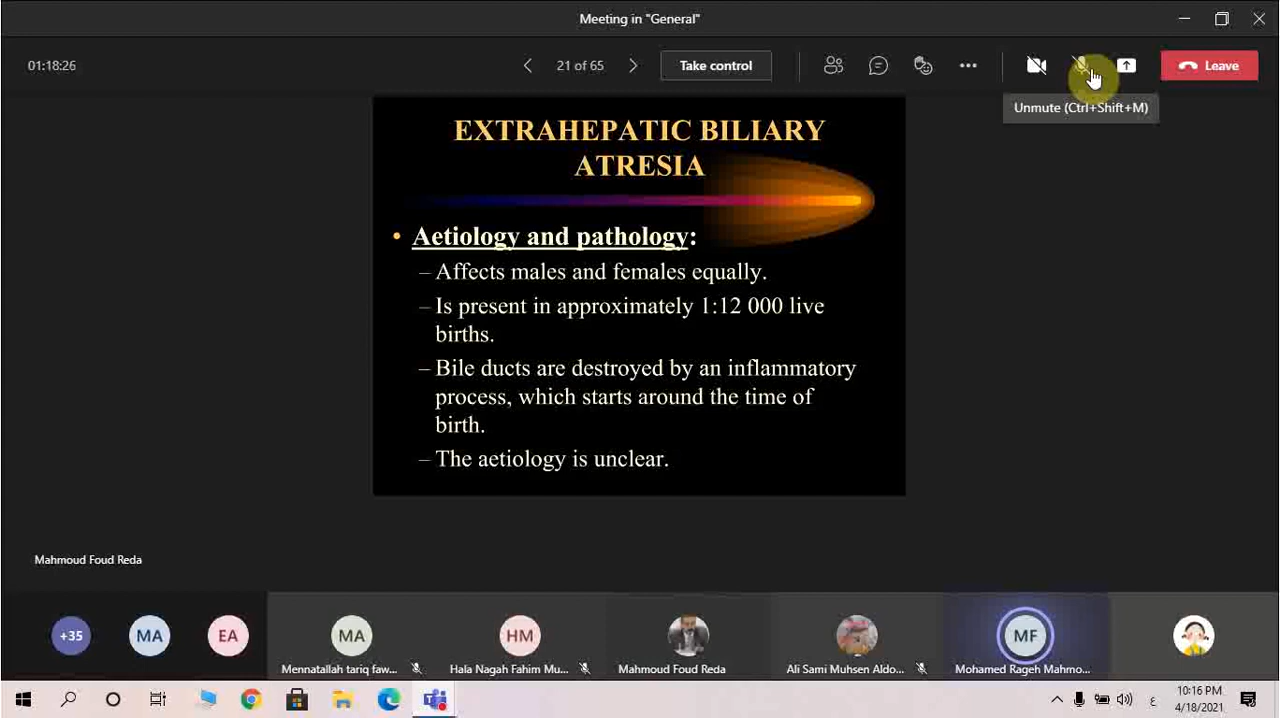 Meeting in "General"
01:18:26
21 of 65
Take control
Leave
Unmute (Ctrl+Shift+M)
EXTRAHEPATIC BILIARY
ATRESIA
• Aetiology and pathology:
– Affects males and females equally.
– Is present in approximately 1:12 000 live
births.
– Bile ducts are destroyed by an inflammatory
process, which starts around the time of
birth.
– The aetiology is unclear.
Mahmoud Foud Reda
+35
MA
EA
MA
HM
MF
Mennatallah tariq faw...
Hala Nagah Fahim Mu...
Mahmoud Foud Reda
Ali Sami Muhsen Aldo...
Mohamed Rageh Mahmo...
ع
10:16 PM
4/18/2021